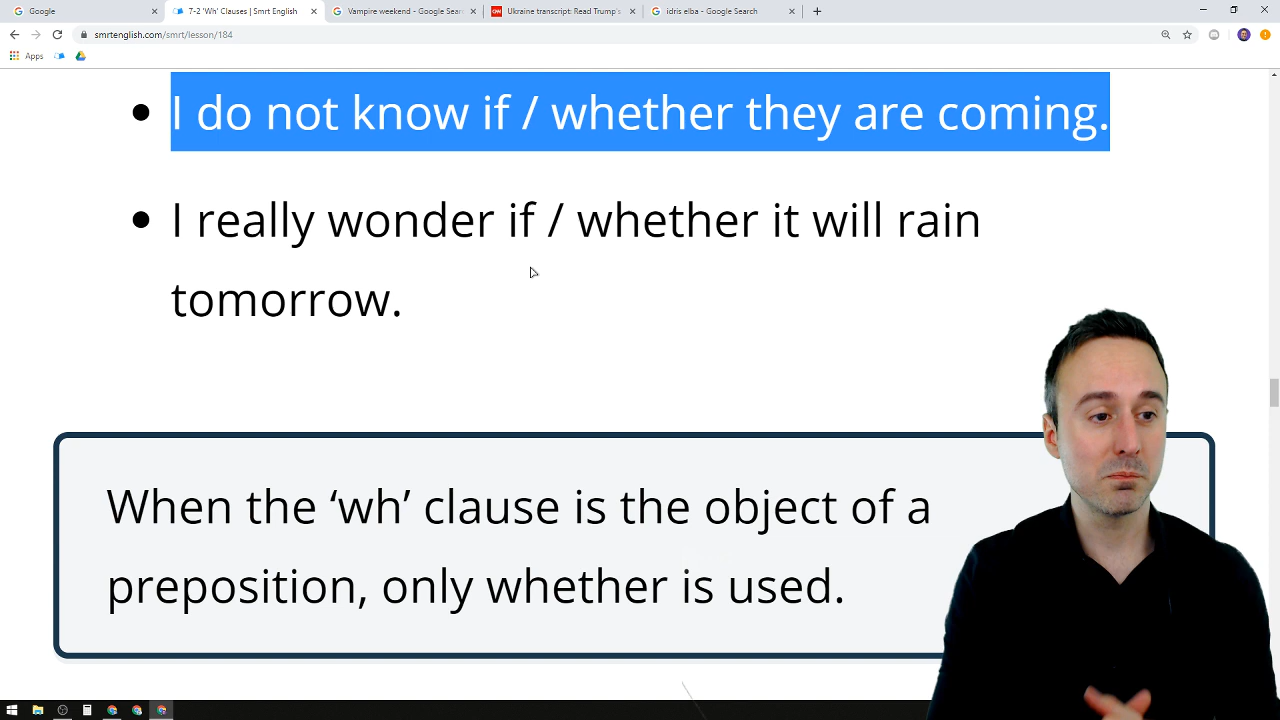 Google
7-2 'Wh' Clauses | Smrt English
Vampire weekend - Google Sear
Ukraine transcript: Read Trump's
idris elba - Google Search
smrtenglish.com/smrt/lesson/184
Apps
I do not know if / whether they are coming.
I really wonder if / whether it will rain
tomorrow.
When the ‘wh’ clause is the object of a
preposition, only whether is used.